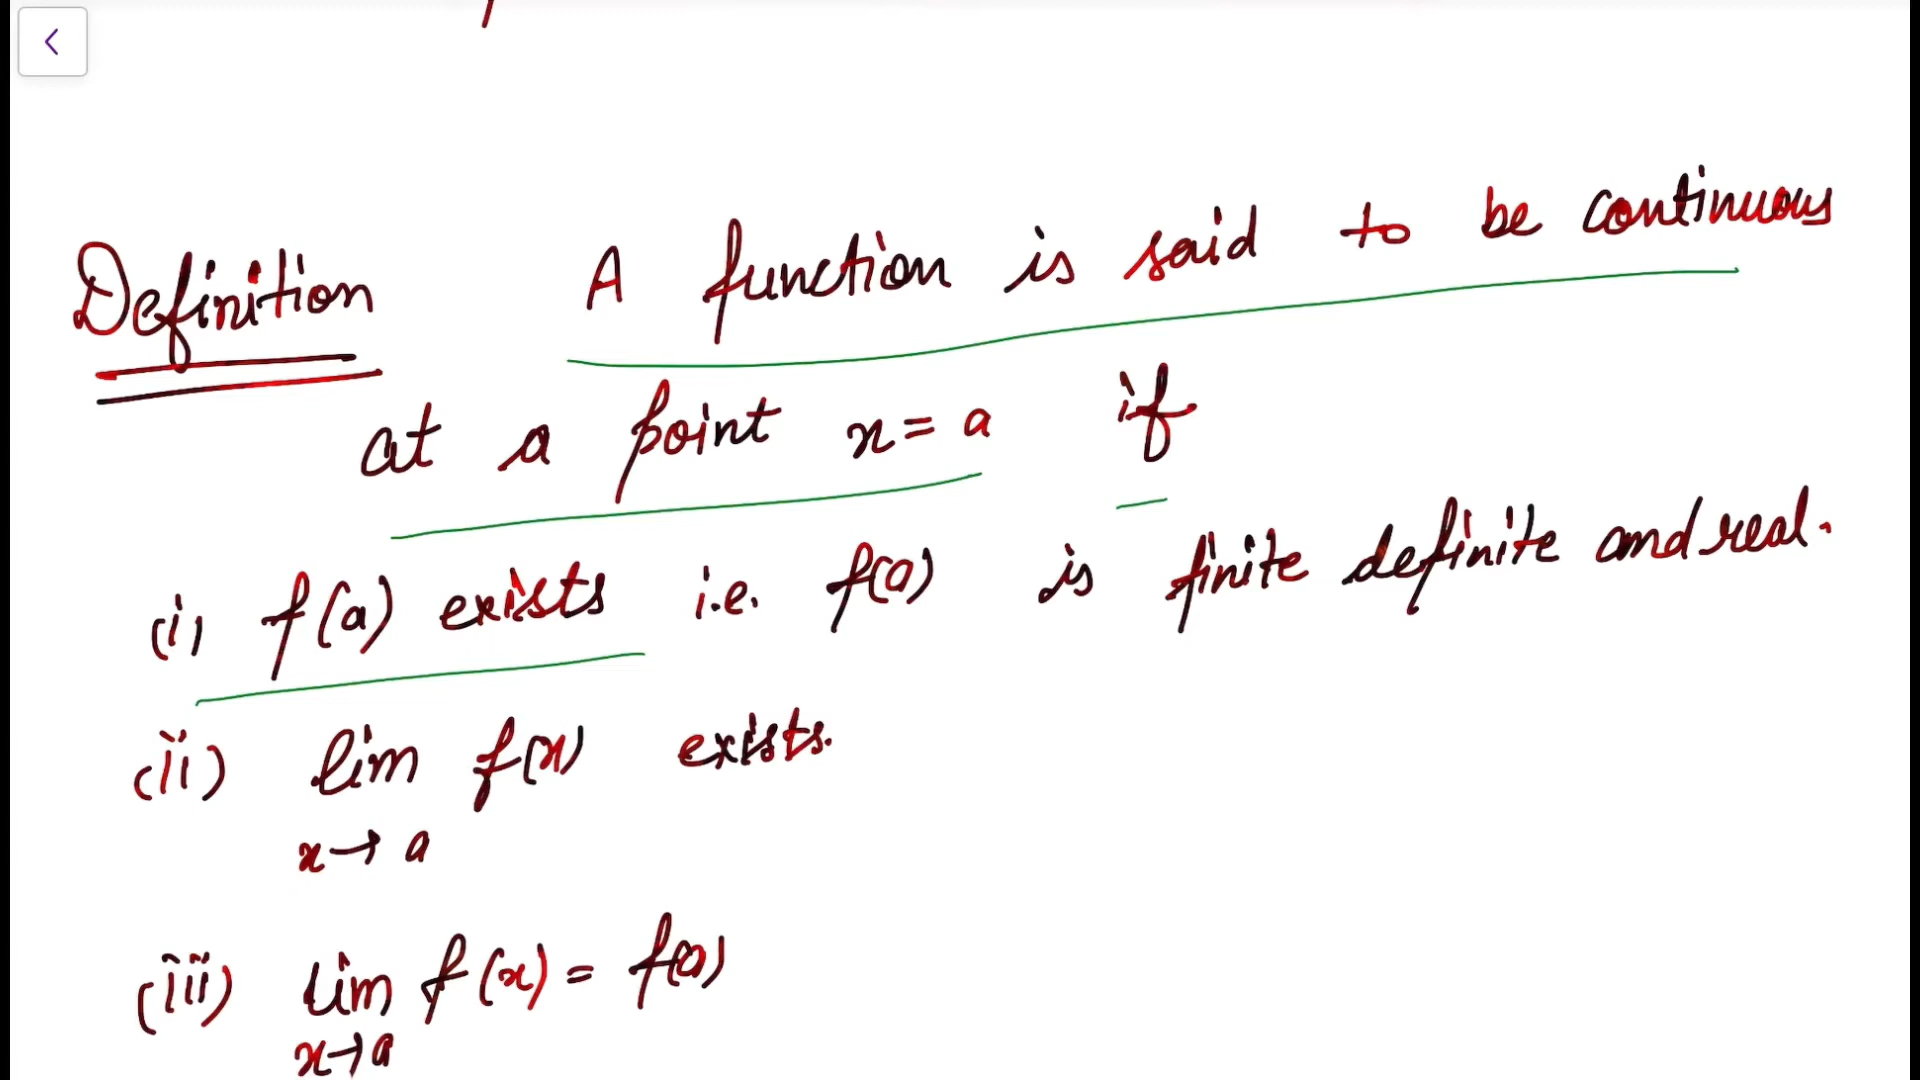 Definition A function is said to be continuous
at a point x = a if
(i) f(a) exists i.e. f(a) is finite definite and real.
(ii) lim f(x) exists.
x→a
(iii) lim f(x) = f(a)
x→a